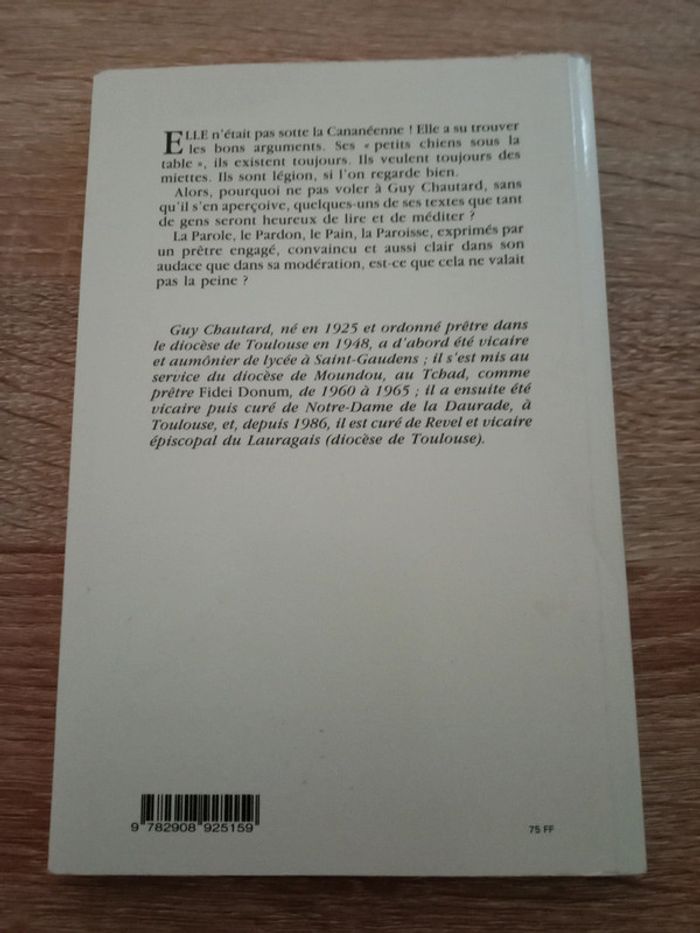 ELLE n'était pas sotte la Cananéenne ! Elle a su trouver
les bons arguments. Ses « petits chiens sous la
table », ils existent toujours. Ils veulent toujours des
miettes. Ils sont légion, si l'on regarde bien.
Alors, pourquoi ne pas voler à Guy Chautard, sans
qu'il s'en aperçoive, quelques-uns de ses textes que tant
de gens seront heureux de lire et de méditer ?
La Parole, le Pardon, le Pain, la Paroisse, exprimés par
un prêtre engagé, convaincu et aussi clair dans son
audace que dans sa modération, est-ce que cela ne valait
pas la peine ?
Guy Chautard, né en 1925 et ordonné prêtre dans
le diocèse de Toulouse en 1948, a d'abord été vicaire
et aumônier de lycée à Saint-Gaudens ; il s'est mis au
service du diocèse de Moundou, au Tchad, comme
prêtre Fidei Donum, de 1960 à 1965 ; il a ensuite été
vicaire puis curé de Notre-Dame de la Daurade, à
Toulouse, et, depuis 1986, il est curé de Revel et vicaire
épiscopal du Lauragais (diocèse de Toulouse).
9 782908 925159
75 FF